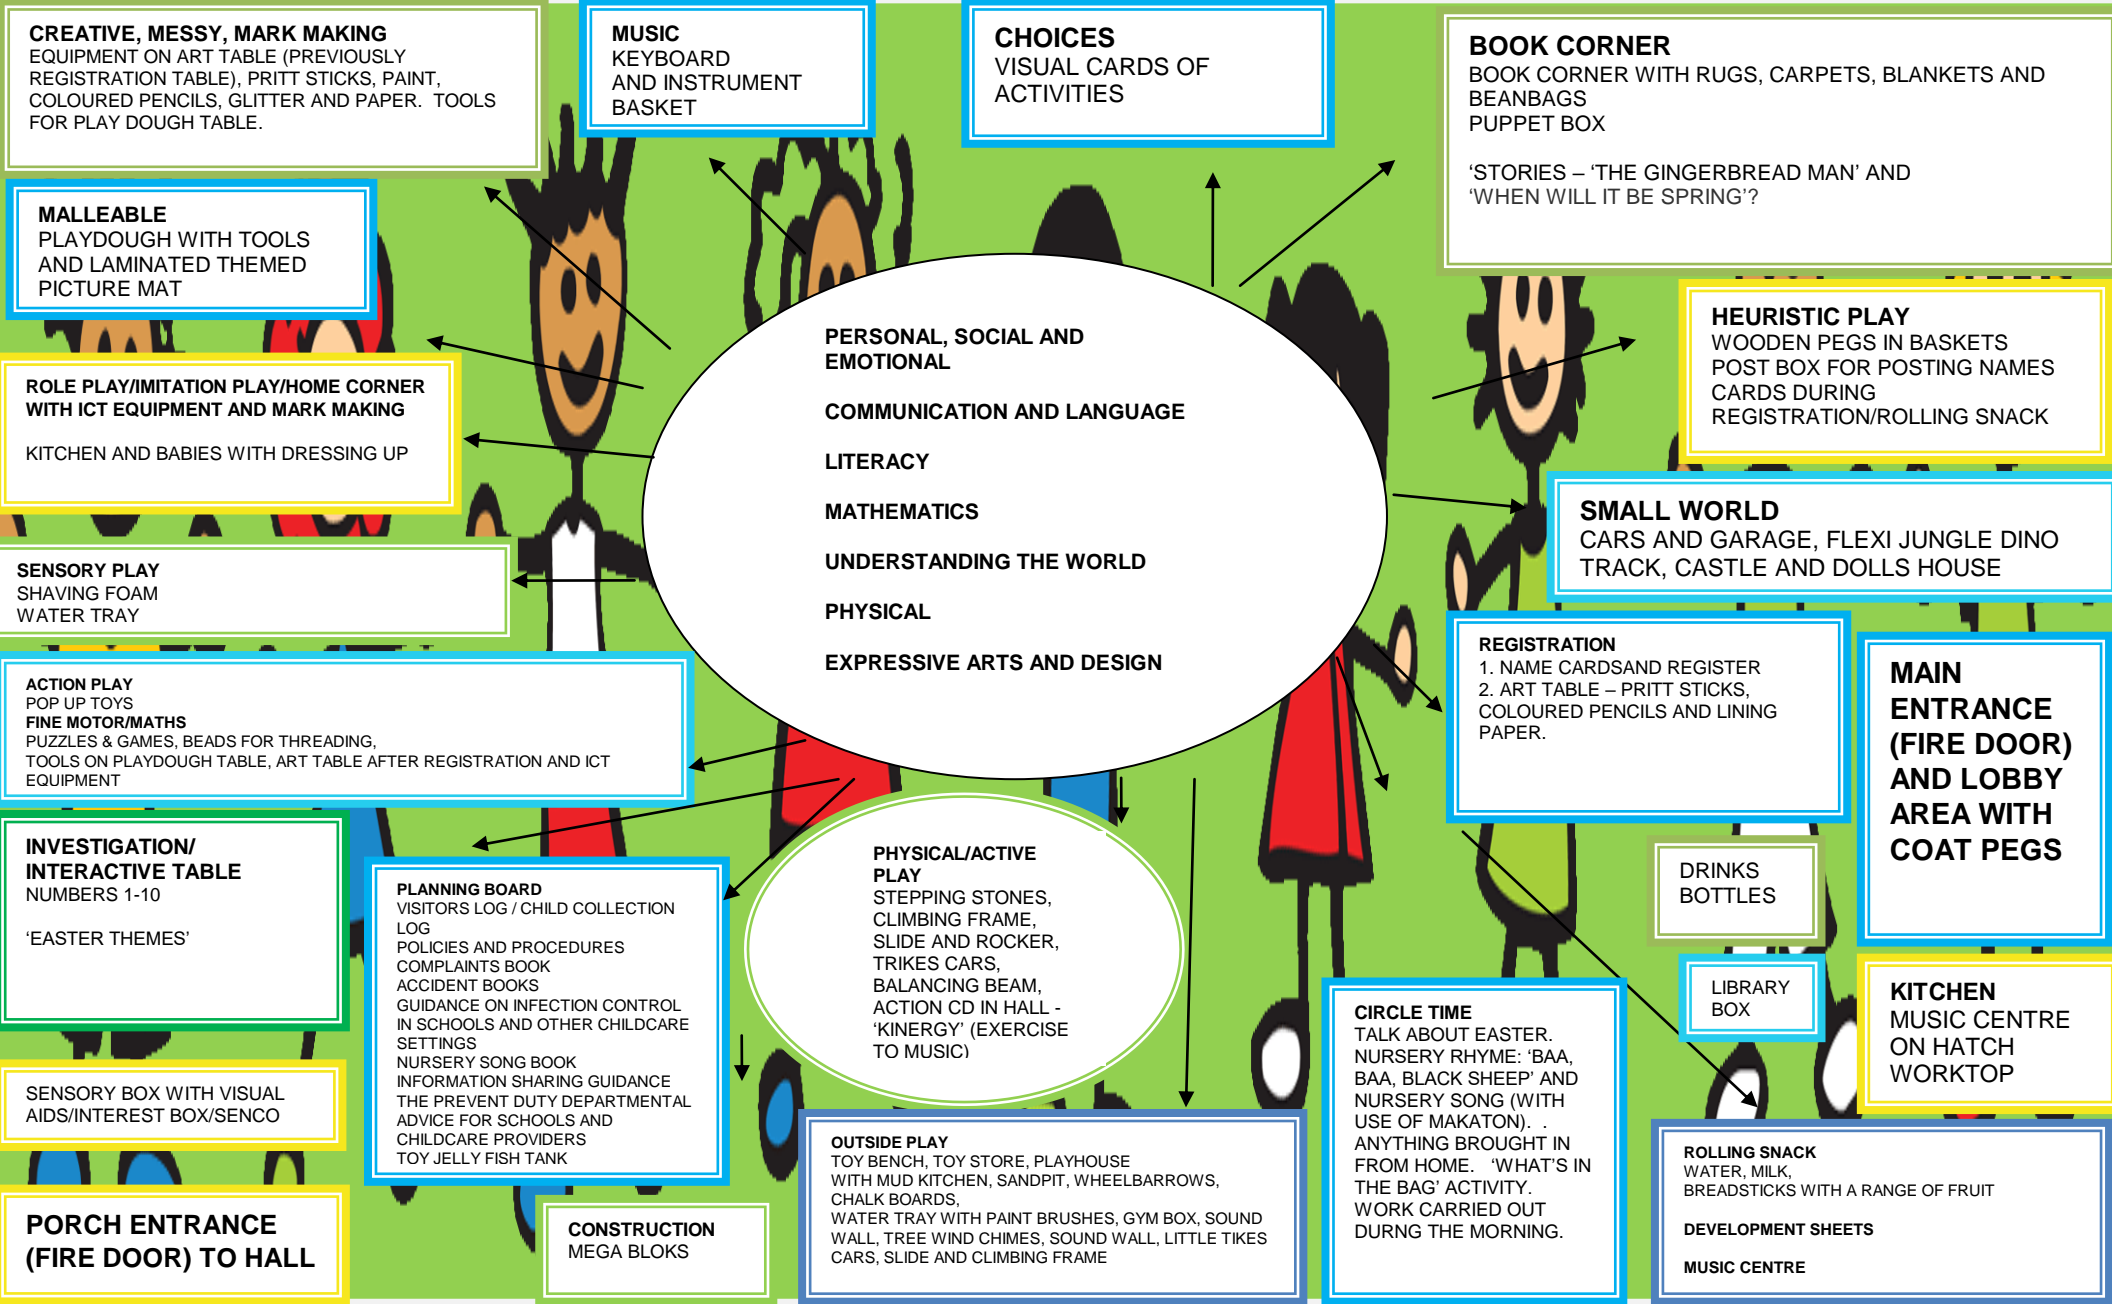 CREATIVE, MESSY, MARK MAKING
EQUIPMENT ON ART TABLE (PREVIOUSLY
REGISTRATION TABLE), PRITT STICKS, PAINT,
COLOURED PENCILS, GLITTER AND PAPER.  TOOLS
FOR PLAY DOUGH TABLE.
MUSIC
KEYBOARD
AND INSTRUMENT
BASKET
CHOICES
VISUAL CARDS OF
ACTIVITIES
BOOK CORNER
BOOK CORNER WITH RUGS, CARPETS, BLANKETS AND
BEANBAGS
PUPPET BOX
‘STORIES – ‘THE GINGERBREAD MAN’ AND
‘WHEN WILL IT BE SPRING’?
MALLEABLE
PLAYDOUGH WITH TOOLS
AND LAMINATED THEMED
PICTURE MAT
HEURISTIC PLAY
WOODEN PEGS IN BASKETS
POST BOX FOR POSTING NAMES
CARDS DURING
REGISTRATION/ROLLING SNACK
ROLE PLAY/IMITATION PLAY/HOME CORNER
WITH ICT EQUIPMENT AND MARK MAKING
KITCHEN AND BABIES WITH DRESSING UP
PERSONAL, SOCIAL AND
EMOTIONAL
COMMUNICATION AND LANGUAGE
LITERACY
MATHEMATICS
UNDERSTANDING THE WORLD
PHYSICAL
EXPRESSIVE ARTS AND DESIGN
SMALL WORLD
CARS AND GARAGE, FLEXI JUNGLE DINO
TRACK, CASTLE AND DOLLS HOUSE
SENSORY PLAY
SHAVING FOAM
WATER TRAY
REGISTRATION
1. NAME CARDSAND REGISTER
2. ART TABLE – PRITT STICKS,
COLOURED PENCILS AND LINING
PAPER.
MAIN
ENTRANCE
(FIRE DOOR)
AND LOBBY
AREA WITH
COAT PEGS
ACTION PLAY
POP UP TOYS
FINE MOTOR/MATHS
PUZZLES & GAMES, BEADS FOR THREADING,
TOOLS ON PLAYDOUGH TABLE, ART TABLE AFTER REGISTRATION AND ICT
EQUIPMENT
INVESTIGATION/
INTERACTIVE TABLE
NUMBERS 1-10
‘EASTER THEMES’
PLANNING BOARD
VISITORS LOG / CHILD COLLECTION
LOG
POLICIES AND PROCEDURES
COMPLAINTS BOOK
ACCIDENT BOOKS
GUIDANCE ON INFECTION CONTROL
IN SCHOOLS AND OTHER CHILDCARE
SETTINGS
NURSERY SONG BOOK
INFORMATION SHARING GUIDANCE
THE PREVENT DUTY DEPARTMENTAL
ADVICE FOR SCHOOLS AND
CHILDCARE PROVIDERS
TOY JELLY FISH TANK
PHYSICAL/ACTIVE
PLAY
STEPPING STONES,
CLIMBING FRAME,
SLIDE AND ROCKER,
TRIKES CARS,
BALANCING BEAM,
ACTION CD IN HALL -
‘KINERGY’ (EXERCISE
TO MUSIC)
DRINKS
BOTTLES
LIBRARY
BOX
KITCHEN
MUSIC CENTRE
ON HATCH
WORKTOP
CIRCLE TIME
TALK ABOUT EASTER.
NURSERY RHYME: ‘BAA,
BAA, BLACK SHEEP’ AND
NURSERY SONG (WITH
USE OF MAKATON).  .
ANYTHING BROUGHT IN
FROM HOME.   ‘WHAT’S IN
THE BAG’ ACTIVITY.
WORK CARRIED OUT
DURNG THE MORNING.
SENSORY BOX WITH VISUAL
AIDS/INTEREST BOX/SENCO
PORCH ENTRANCE
(FIRE DOOR) TO HALL
CONSTRUCTION
MEGA BLOKS
OUTSIDE PLAY
TOY BENCH, TOY STORE, PLAYHOUSE
WITH MUD KITCHEN, SANDPIT, WHEELBARROWS,
CHALK BOARDS,
WATER TRAY WITH PAINT BRUSHES, GYM BOX, SOUND
WALL, TREE WIND CHIMES, SOUND WALL, LITTLE TIKES
CARS, SLIDE AND CLIMBING FRAME
ROLLING SNACK
WATER, MILK,
BREADSTICKS WITH A RANGE OF FRUIT
DEVELOPMENT SHEETS
MUSIC CENTRE